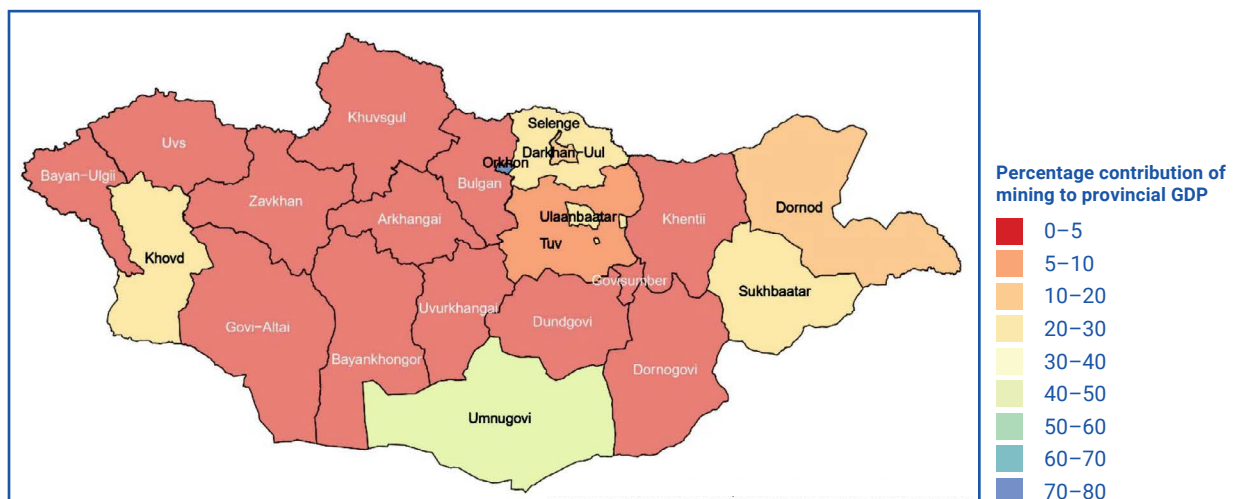 Khuvsgul
Selenge
Uvs
Darkhan-Uul
Orkhon
Bayan-Ulgii
Bulgan
Zavkhan
Dornod
Arkhangai
Ulaanbaatar
Khentii
Tuv
Khovd
Govisumber
Sukhbaatar
Uvurkhangai
Dundgovi
Govi-Altai
Bayankhongor
Dornogovi
Umnugovi
Percentage contribution of
mining to provincial GDP
0–5
5–10
10–20
20–30
30–40
40–50
50–60
60–70
70–80